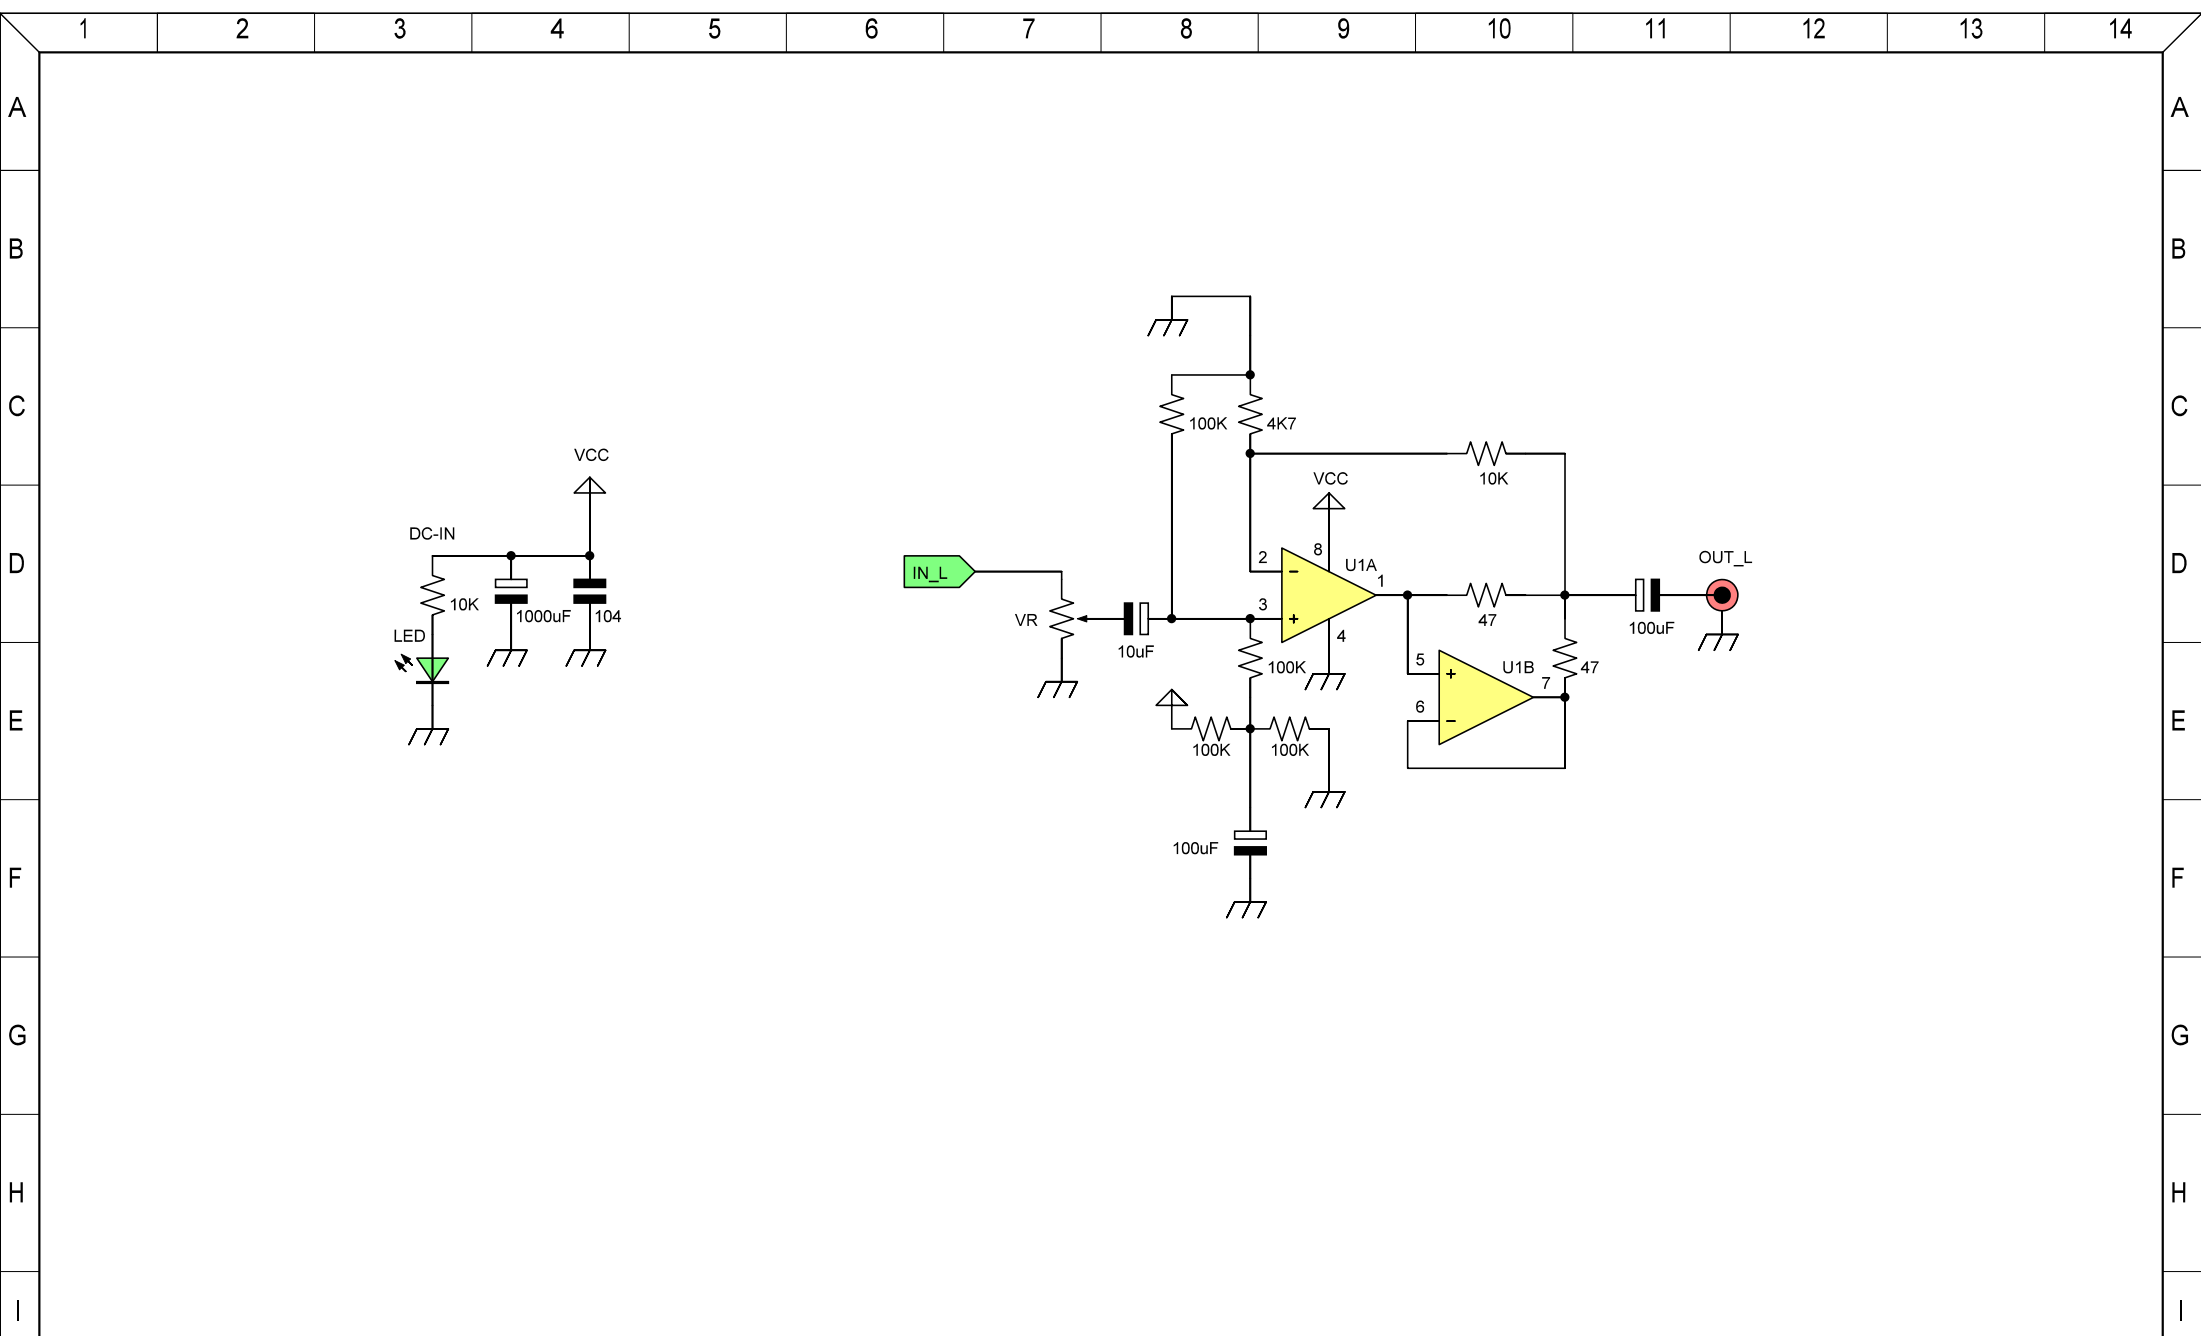 1 2 3 4 5 6 7 8 9 10 11 12 13 14
A A
B B
C C
100K 4K7
VCC
10K
VCC
DC-IN
D D
8
2
U1A
1
OUT_L
IN_L
3
10K
1000uF
104
VR
47
100uF
LED
4
10uF
100K
5
U1B
7
47
6
E E
100K
100K
100uF
F F
G G
H H
I I